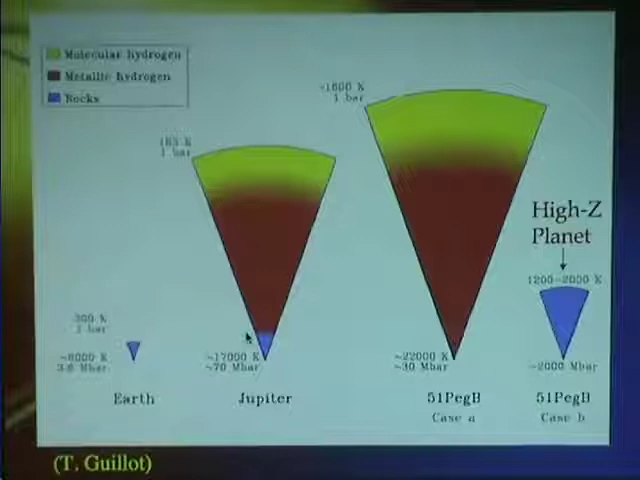 Molecular hydrogen
Metallic hydrogen
Rocks
~1600 K
1 bar
165 K
1 bar
High-Z
Planet
1200-2000 K
300 K
1 bar
~6000 K
3.6 Mbar
~17000 K
~70 Mbar
~22000 K
~30 Mbar
~2000 Mbar
Earth
Jupiter
51PegB
Case a
51PegB
Case b
(T. Guillot)